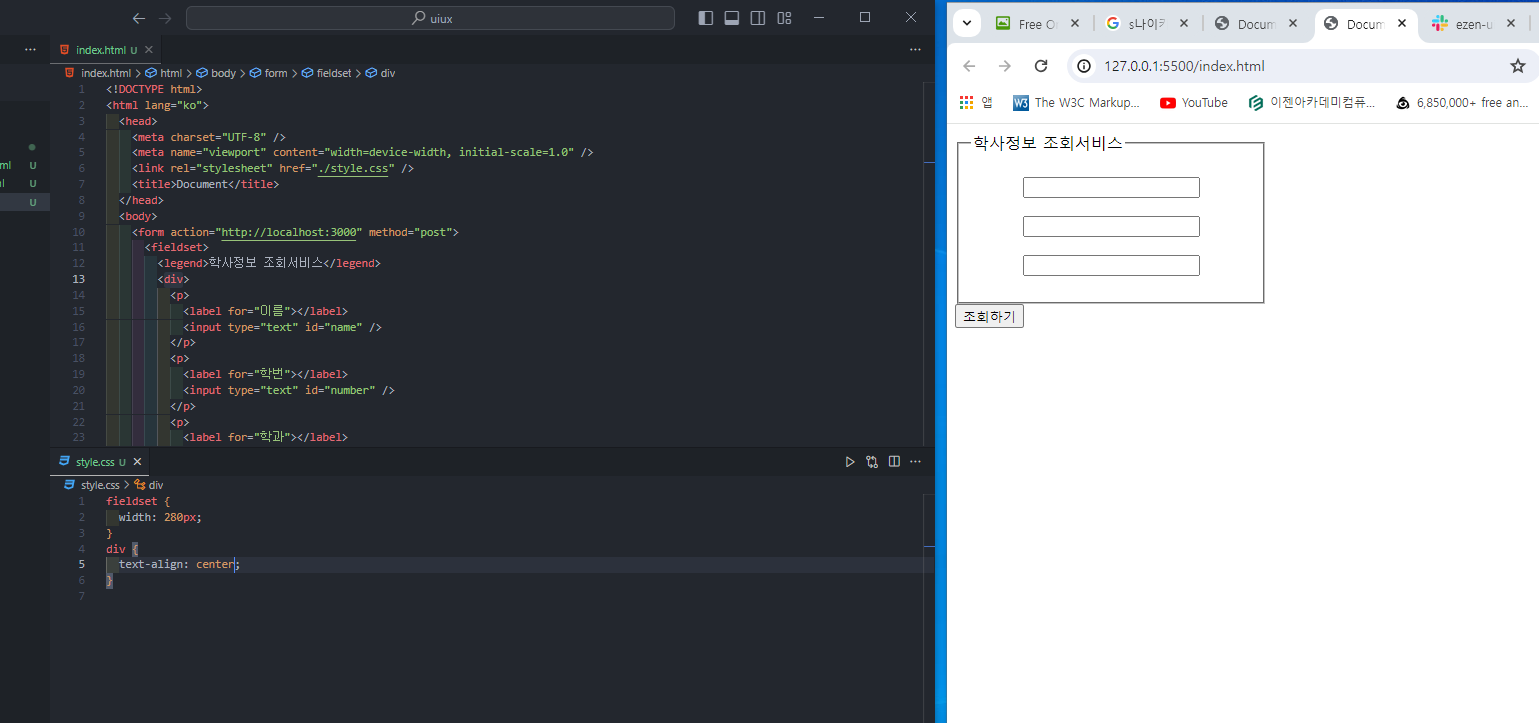 uiux
index.html U
index.html > html > body > form > fieldset > div
1 <!DOCTYPE html>
2 <html lang="ko">
3 <head>
4 <meta charset="UTF-8" />
5 <meta name="viewport" content="width=device-width, initial-scale=1.0" />
6 <link rel="stylesheet" href="./style.css" />
7 <title>Document</title>
8 </head>
9 <body>
10 <form action="http://localhost:3000" method="post">
11 <fieldset>
12 <legend>학사정보 조회서비스</legend>
13 <div>
14 <p>
15 <label for="이름"></label>
16 <input type="text" id="name" />
17 </p>
18 <p>
19 <label for="학번"></label>
20 <input type="text" id="number" />
21 </p>
22 <p>
23 <label for="학과"></label>
ml U
l U
U
style.css U
style.css > div
1 fieldset {
2 width: 280px;
3 }
4 div {
5 text-align: center;
6 }
7
Free O
s나이키
Docum
Docum
ezen-u
127.0.0.1:5500/index.html
앱
W3 The W3C Markup...
YouTube
이젠아카데미컴퓨...
6,850,000+ free an...
학사정보 조회서비스
조회하기